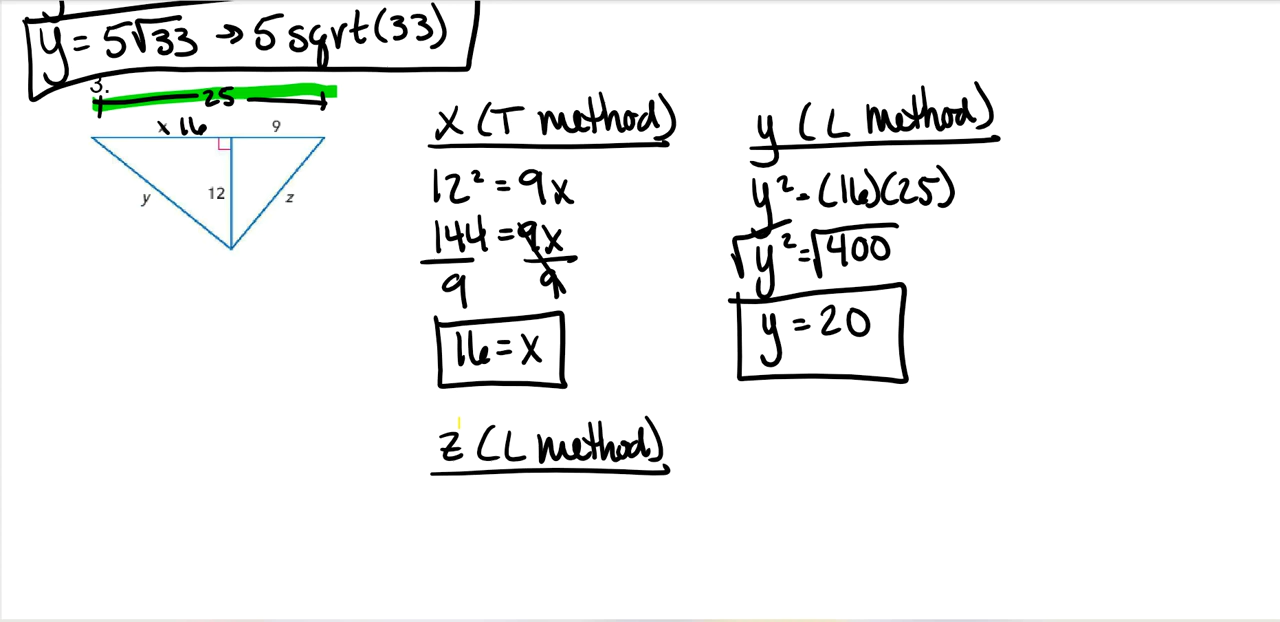 y = 5√33 → 5 sqrt(33)
3.
25
x 16 9
y 12 z
x (T method)
12² = 9x
144 = 9x
9 9
16 = x
y (L method)
y² = (16)(25)
√y² = √400
y = 20
z (L method)